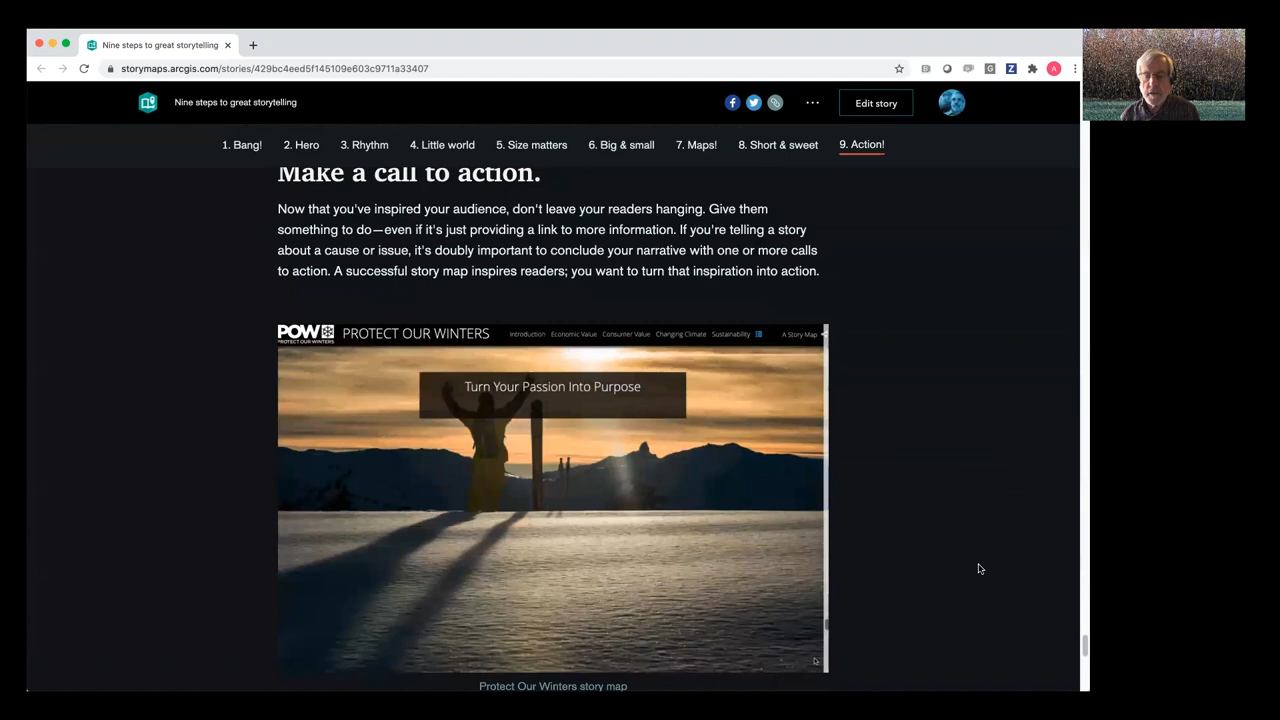 Nine steps to great storytelling
storymaps.arcgis.com/stories/429bc4eed5f145109e603c9711a33407
A
Nine steps to great storytelling
Edit story
1. Bang! 2. Hero 3. Rhythm 4. Little world 5. Size matters 6. Big & small 7. Maps! 8. Short & sweet 9. Action!
Make a call to action.
Now that you've inspired your audience, don't leave your readers hanging. Give them
something to do—even if it's just providing a link to more information. If you're telling a story
about a cause or issue, it's doubly important to conclude your narrative with one or more calls
to action. A successful story map inspires readers; you want to turn that inspiration into action.
POW PROTECT OUR WINTERS Introduction Economic Value Consumer Value Changing Climate Sustainability A Story Map
PROTECT OUR WINTERS
Turn Your Passion Into Purpose
Protect Our Winters story map